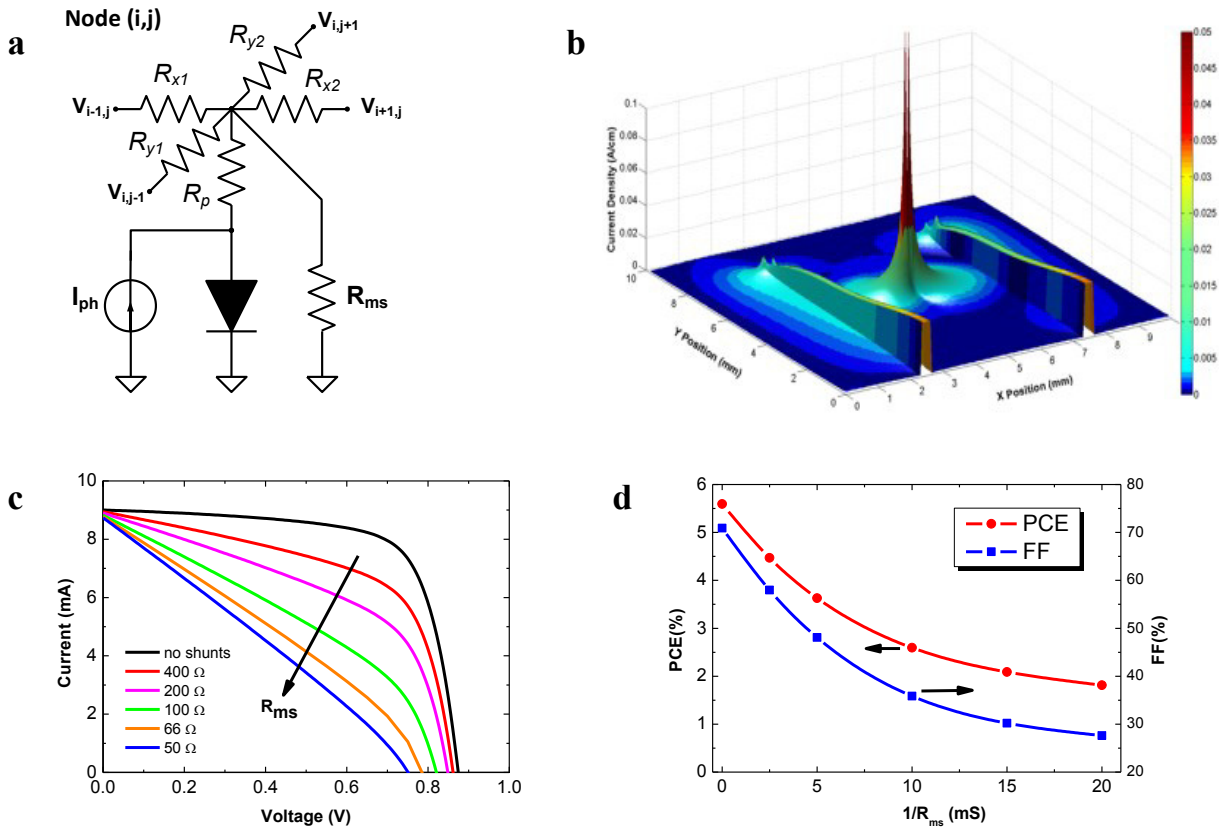 a
Node (i,j)
V_{i,j+1}
R_{y2}
R_{x1}
R_{x2}
V_{i-1,j}
V_{i+1,j}
R_{y1}
V_{i,j-1}
R_p
I_{ph}
R_{ms}
b
0.1
0.08
0.06
0.04
0.02
0
Current Density (A/cm)
10
8
6
4
2
0
Y Position (mm)
0
1
2
3
4
5
6
7
8
9
X Position (mm)
0.05
0.045
0.04
0.035
0.03
0.025
0.02
0.015
0.01
0.005
0
c
10
8
6
4
2
0
Current (mA)
no shunts
400 Ω
200 Ω
100 Ω
66 Ω
50 Ω
R_{ms}
0.0
0.2
0.4
0.6
0.8
1.0
Voltage (V)
d
6
5
4
3
2
1
0
PCE(%)
PCE
FF
80
70
60
50
40
30
20
FF(%)
0
5
10
15
20
1/R_{ms} (mS)